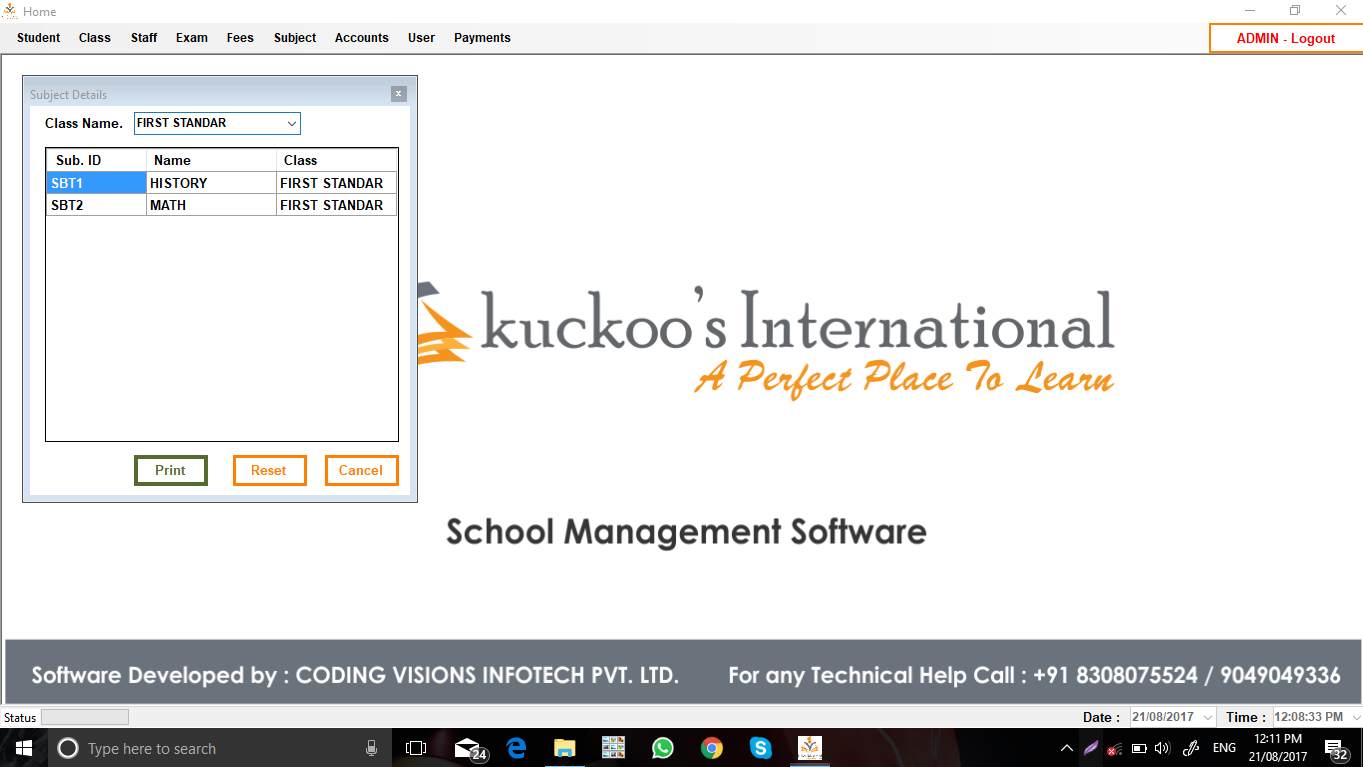 Home
Student Class Staff Exam Fees Subject Accounts User Payments ADMIN - Logout
Subject Details x
Class Name. FIRST STANDAR
Sub. ID Name Class
SBT1 HISTORY FIRST STANDAR
SBT2 MATH FIRST STANDAR
kuckoo's International
A Perfect Place To Learn
Print Reset Cancel
School Management Software
Software Developed by : CODING VISIONS INFOTECH PVT. LTD. For any Technical Help Call : +91 8308075524 / 9049049336
Status Date : 21/08/2017 Time : 12:08:33 PM
Type here to search 24 ENG 12:11 PM
21/08/2017 32